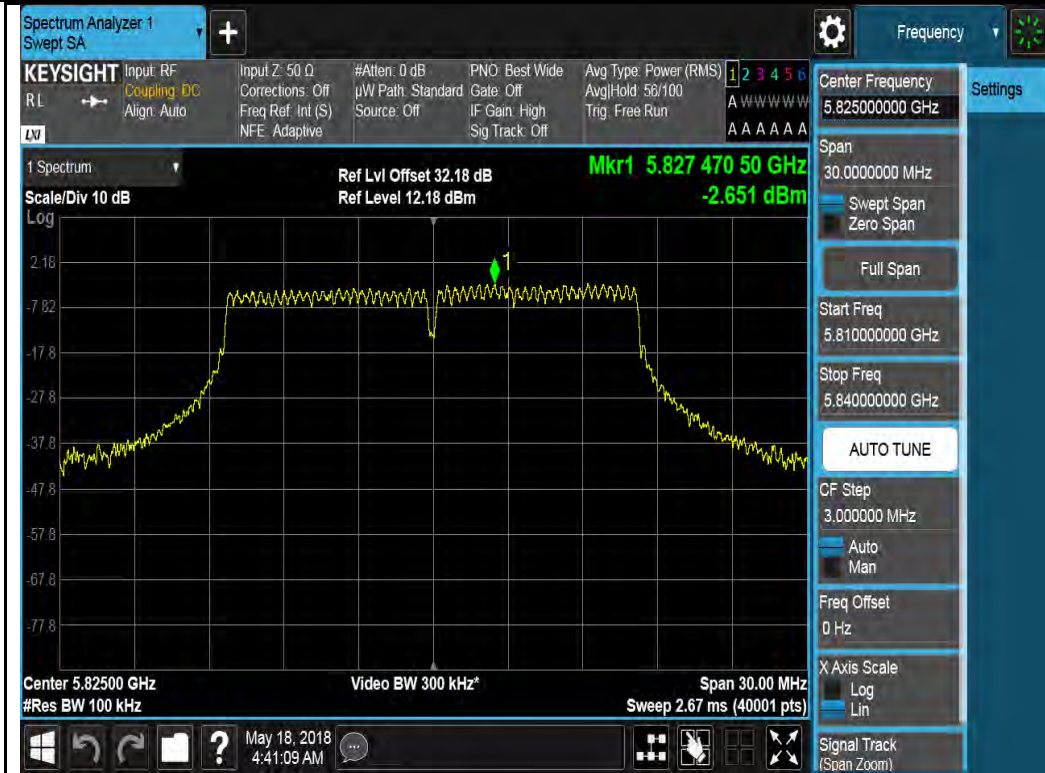 Spectrum Analyzer 1
Swept SA
+
Frequency
KEYSIGHT
R L
LXI
Input: RF
Coupling: DC
Align: Auto
Input Z: 50 Ω
Corrections: Off
Freq Ref: Int (S)
NFE: Adaptive
#Atten: 0 dB
µW Path: Standard
Source: Off
PNO: Best Wide
Gate: Off
IF Gain: High
Sig Track: Off
Avg Type: Power (RMS)
Avg|Hold: 56/100
Trig: Free Run
1 2 3 4 5 6
A W W W W W
A A A A A A
Center Frequency
5.825000000 GHz
Settings
Span
30.0000000 MHz
Swept Span
Zero Span
Full Span
Start Freq
5.810000000 GHz
Stop Freq
5.840000000 GHz
AUTO TUNE
CF Step
3.000000 MHz
Auto
Man
Freq Offset
0 Hz
X Axis Scale
Log
Lin
Signal Track
(Span Zoom)
1 Spectrum
Scale/Div 10 dB
Ref Lvl Offset 32.18 dB
Ref Level 12.18 dBm
Mkr1 5.827 470 50 GHz
-2.651 dBm
Log
1
2.18
-7.82
-17.8
-27.8
-37.8
-47.8
-57.8
-67.8
-77.8
Center 5.82500 GHz
#Res BW 100 kHz
Video BW 300 kHz*
Span 30.00 MHz
Sweep 2.67 ms (40001 pts)
?
May 18, 2018
4:41:09 AM